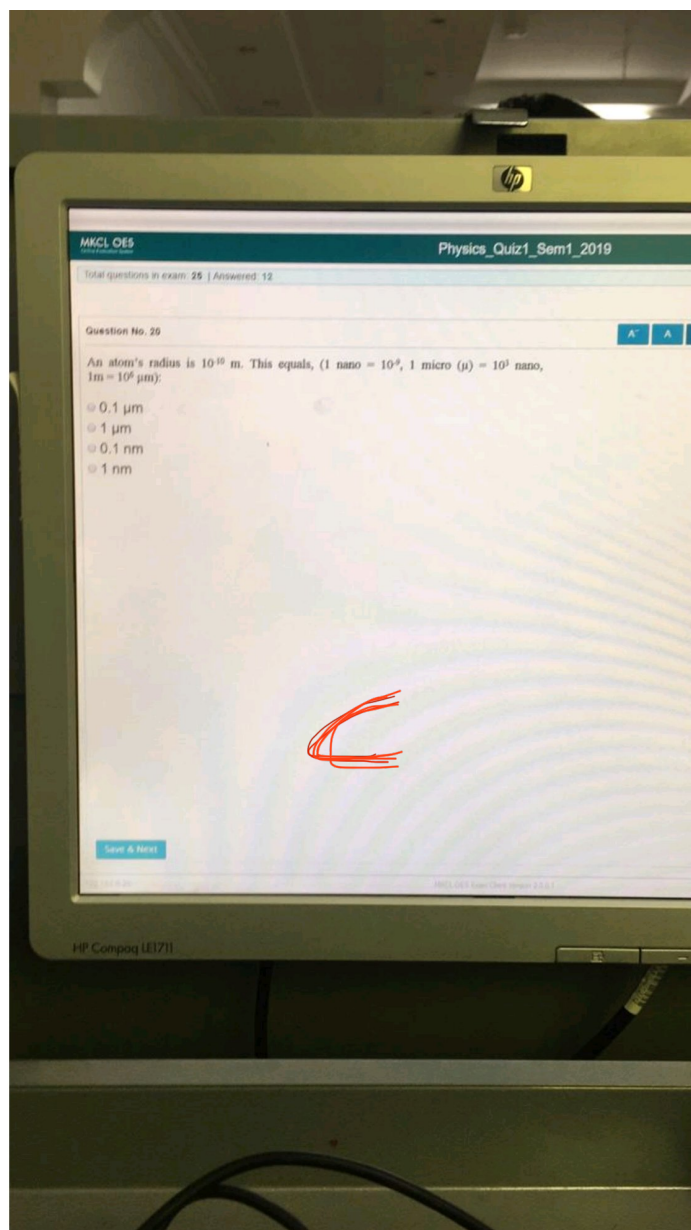 hp
MKCL OES
Physics_Quiz1_Sem1_2019
Total questions in exam: 25 | Answered: 12
Question No. 20
A⁻ A
An atom's radius is 10⁻¹⁰ m. This equals, (1 nano = 10⁻⁹, 1 micro (μ) = 10³ nano,
1m = 10⁶ μm):
0.1 μm
1 μm
0.1 nm
1 nm
C
Save & Next
HP Compaq LE1711